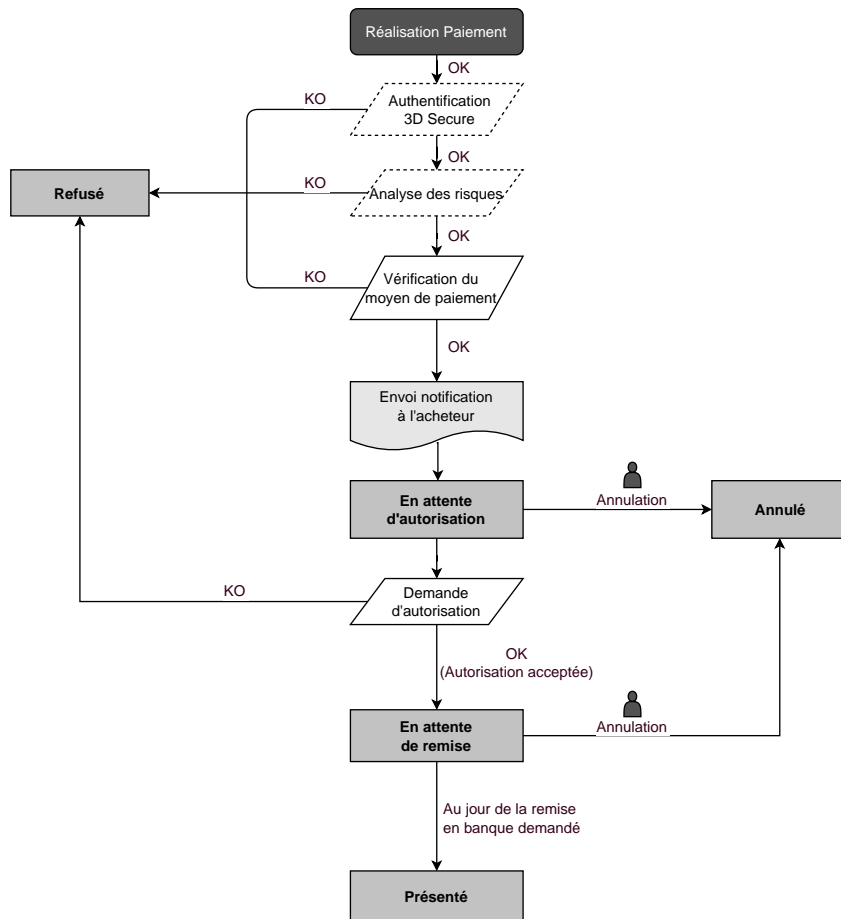 Réalisation Paiement
OK
KO
Authentification
3D Secure
OK
Refusé
KO
Analyse des risques
OK
KO
Vérification du
moyen de paiement
OK
Envoi notification
à l'acheteur
En attente
d'autorisation
Annulation
Annulé
KO
Demande
d'autorisation
OK
(Autorisation acceptée)
En attente
de remise
Annulation
Au jour de la remise
en banque demandé
Présenté